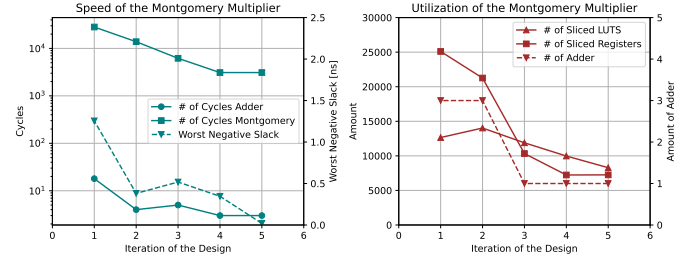 Speed of the Montgomery Multiplier
10^4
10^3
10^2
10^1
Cycles
2.5
2.0
1.5
1.0
0.5
0.0
Worst Negative Slack [ns]
# of Cycles Adder
# of Cycles Montgomery
Worst Negative Slack
0 1 2 3 4 5 6
Iteration of the Design
Utilization of the Montgomery Multiplier
30000
25000
20000
15000
10000
5000
0
Amount
5
4
3
2
1
0
Amount of Adder
# of Sliced LUTS
# of Sliced Registers
# of Adder
0 1 2 3 4 5 6
Iteration of the Design